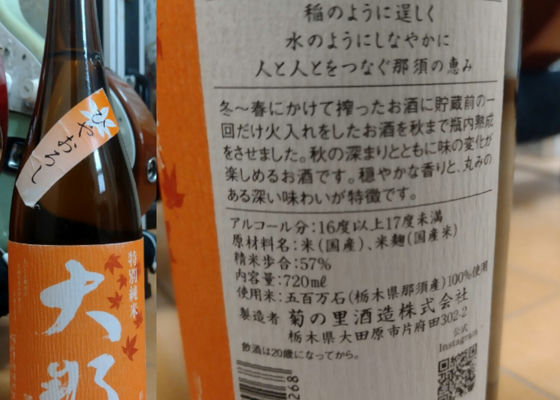 ひやおろし
特別純米
大那
稲のように逞しく
水のようにしなやかに
人と人とをつなぐ那須の恵み
冬～春にかけて搾ったお酒に貯蔵前の一
回だけ火入れをしたお酒を秋まで瓶内熟成
をさせました。秋の深まりとともに味の変化が
楽しめるお酒です。穏やかな香りと、丸みの
ある深い味わいが特徴です。
アルコール分：16度以上17度未満
原材料名：米（国産）、米麹（国産米）
精米歩合：57％
内容量：720㎖
使用米：五百万石（栃木県那須産）100％使用
製造者 菊の里酒造株式会社
栃木県大田原市片府田302-2
飲酒は20歳になってから。
公式
Instagram
268